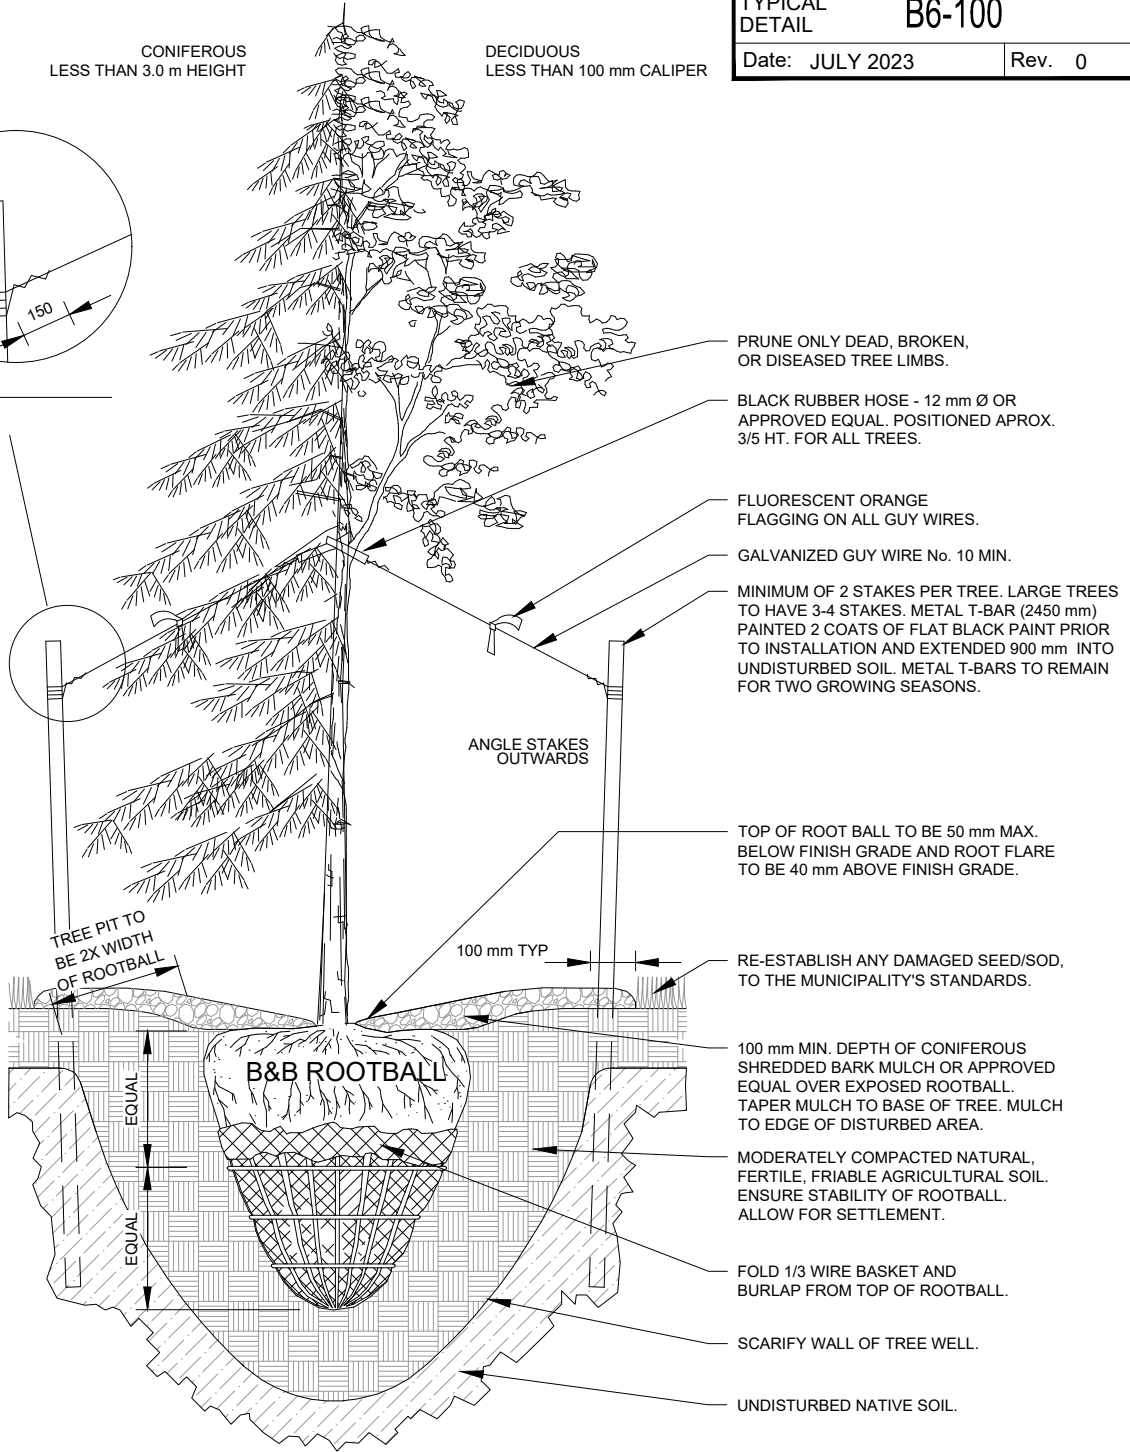 TYPICAL
DETAIL
B6-100
Date: JULY 2023
Rev. 0
CONIFEROUS
LESS THAN 3.0 m HEIGHT
DECIDUOUS
LESS THAN 100 mm CALIPER
150
PRUNE ONLY DEAD, BROKEN,
OR DISEASED TREE LIMBS.
BLACK RUBBER HOSE - 12 mm Ø OR
APPROVED EQUAL. POSITIONED APROX.
3/5 HT. FOR ALL TREES.
FLUORESCENT ORANGE
FLAGGING ON ALL GUY WIRES.
GALVANIZED GUY WIRE No. 10 MIN.
MINIMUM OF 2 STAKES PER TREE. LARGE TREES
TO HAVE 3-4 STAKES. METAL T-BAR (2450 mm)
PAINTED 2 COATS OF FLAT BLACK PAINT PRIOR
TO INSTALLATION AND EXTENDED 900 mm INTO
UNDISTURBED SOIL. METAL T-BARS TO REMAIN
FOR TWO GROWING SEASONS.
ANGLE STAKES
OUTWARDS
TOP OF ROOT BALL TO BE 50 mm MAX.
BELOW FINISH GRADE AND ROOT FLARE
TO BE 40 mm ABOVE FINISH GRADE.
TREE PIT TO
BE 2X WIDTH
OF ROOTBALL
100 mm TYP
RE-ESTABLISH ANY DAMAGED SEED/SOD,
TO THE MUNICIPALITY'S STANDARDS.
B&B ROOTBALL
EQUAL
EQUAL
100 mm MIN. DEPTH OF CONIFEROUS
SHREDDED BARK MULCH OR APPROVED
EQUAL OVER EXPOSED ROOTBALL.
TAPER MULCH TO BASE OF TREE. MULCH
TO EDGE OF DISTURBED AREA.
MODERATELY COMPACTED NATURAL,
FERTILE, FRIABLE AGRICULTURAL SOIL.
ENSURE STABILITY OF ROOTBALL.
ALLOW FOR SETTLEMENT.
FOLD 1/3 WIRE BASKET AND
BURLAP FROM TOP OF ROOTBALL.
SCARIFY WALL OF TREE WELL.
UNDISTURBED NATIVE SOIL.